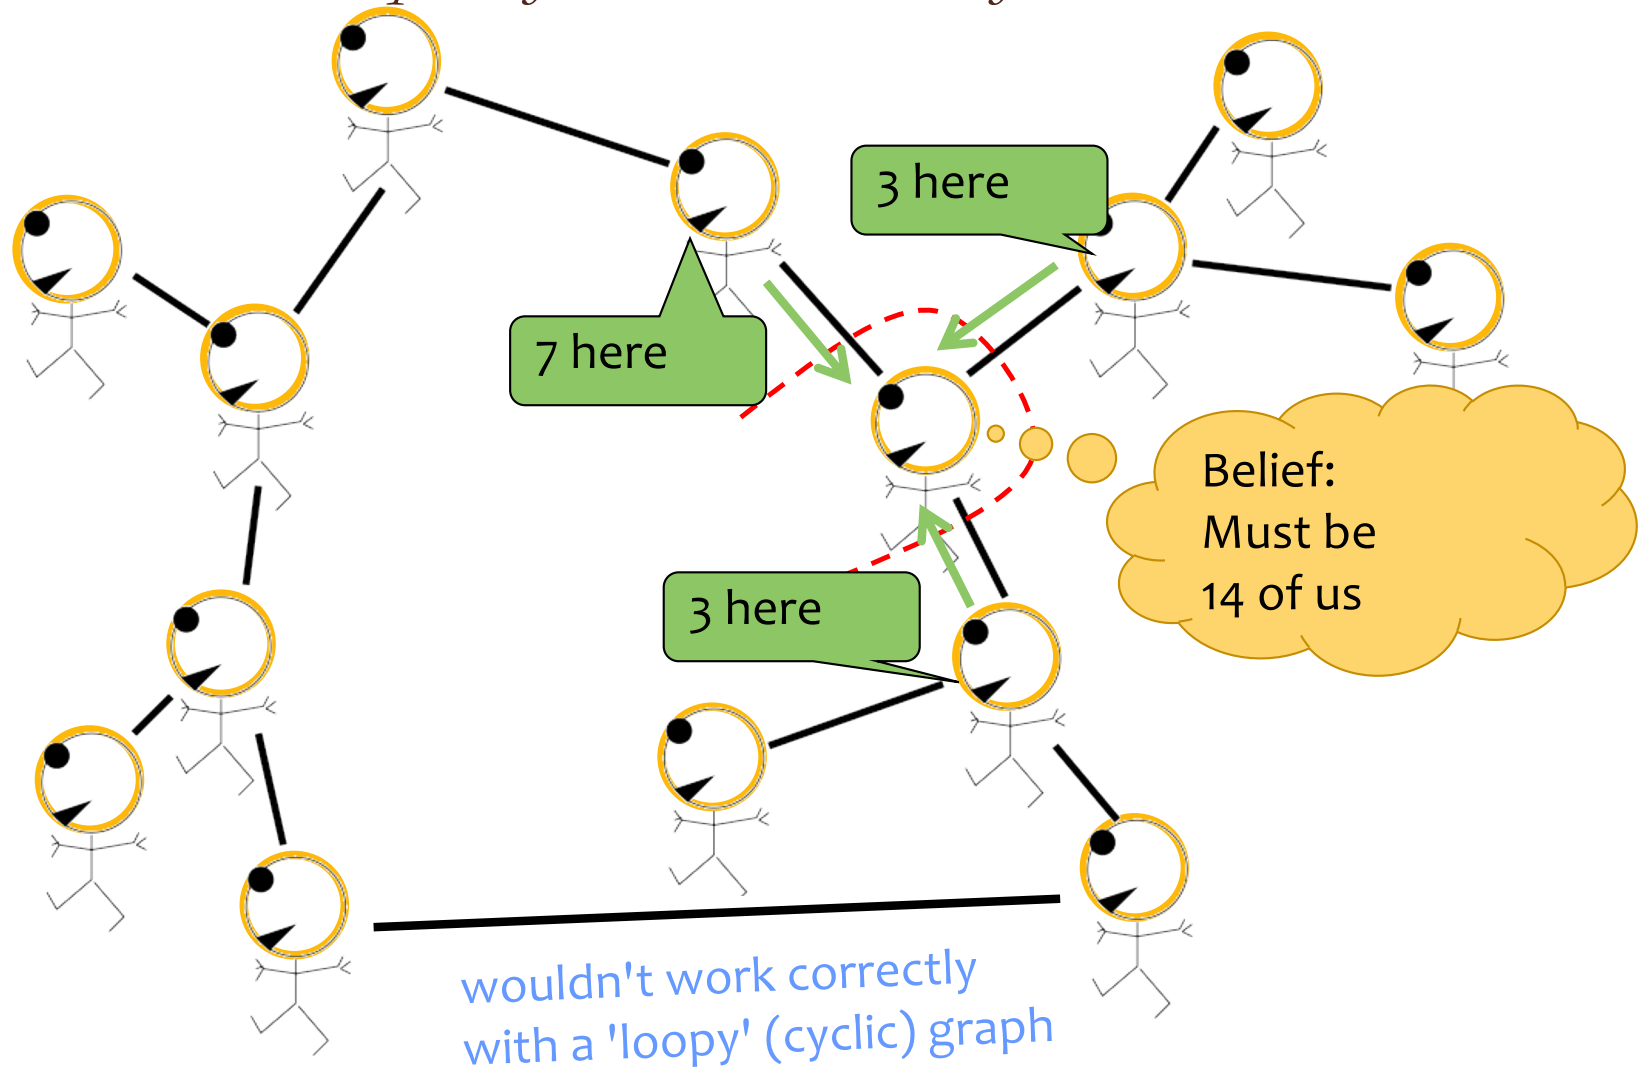 3 here
7 here
Belief:
Must be
14 of us
3 here
wouldn't work correctly
with a 'loopy' (cyclic) graph